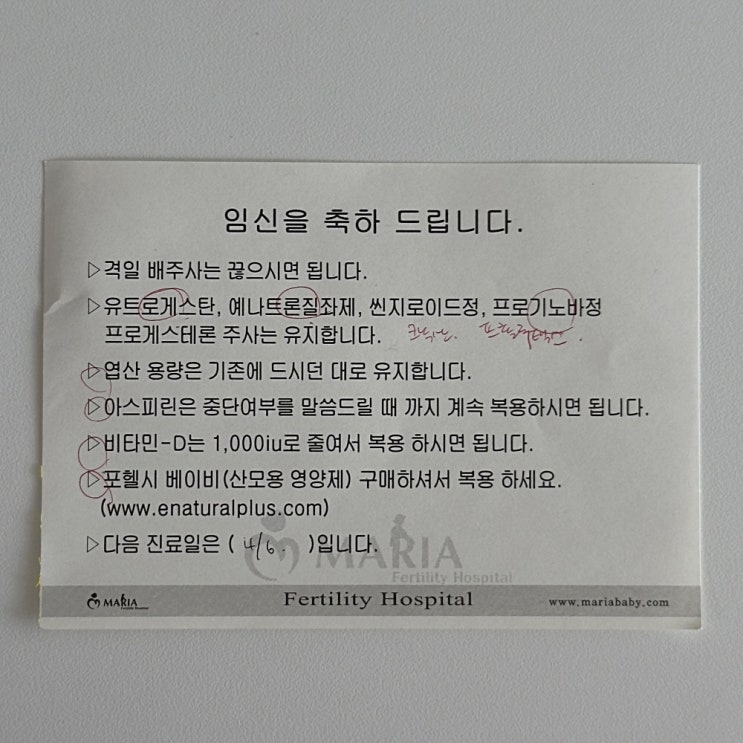 임신을 축하 드립니다.
▷격일 배주사는 끊으시면 됩니다.
▷유트로게스탄, 예나트론질좌제, 씬지로이드정, 프로기노바정
프로게스테론 주사는 유지합니다.
▷엽산 용량은 기존에 드시던 대로 유지합니다.
▷아스피린은 중단여부를 말씀드릴 때 까지 계속 복용하시면 됩니다.
▷비타민-D는 1,000iu로 줄여서 복용 하시면 됩니다.
▷포헬시 베이비(산모용 영양제) 구매하셔서 복용 하세요.
(www.enaturalplus.com)
▷다음 진료일은 ( 4/6. )입니다.
MARIA
Fertility Hospital
MARIA
Fertility Hospital
Fertility Hospital
www.mariababy.com